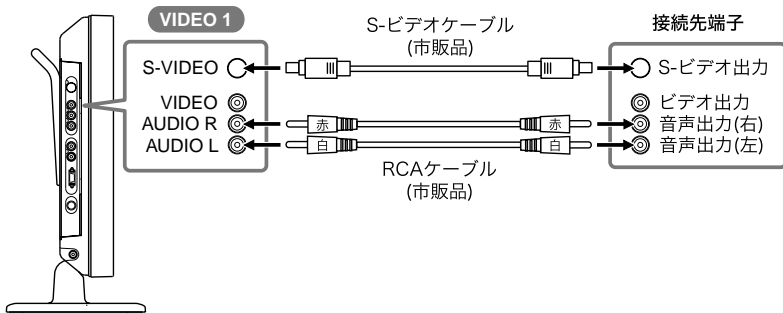 VIDEO 1
S-ビデオケーブル
(市販品)
接続先端子
S-VIDEO
S-ビデオ出力
VIDEO
ビデオ出力
AUDIO R
赤
赤
音声出力(右)
AUDIO L
白
白
音声出力(左)
RCAケーブル
(市販品)